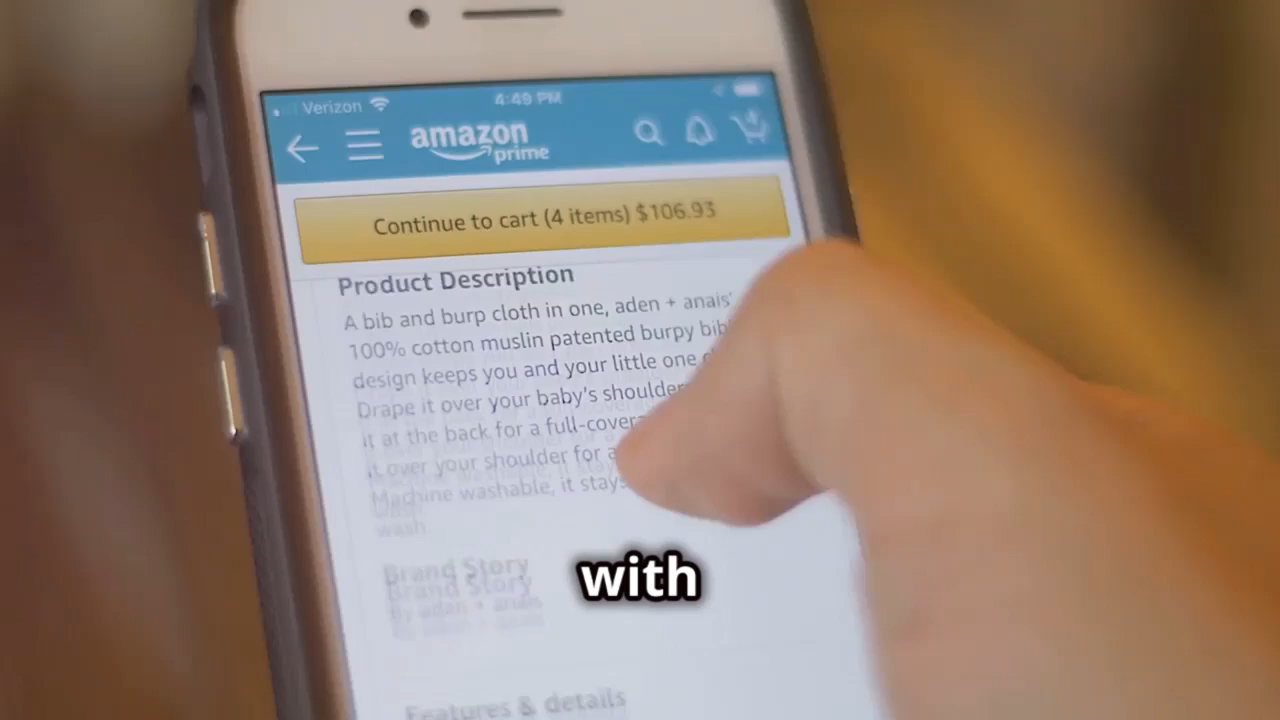 Verizon
4:49 PM
amazon
prime
Continue to cart (4 items) $106.93
Product Description
A bib and burp cloth in one, aden + anais'
100% cotton muslin patented burpy bib
design keeps you and your little one
Drape it over your baby's shoulder
it at the back for a full-cover
it over your shoulder for a
Machine washable, it stays
wash
Brand Story
By aden + anais
Features & details
with